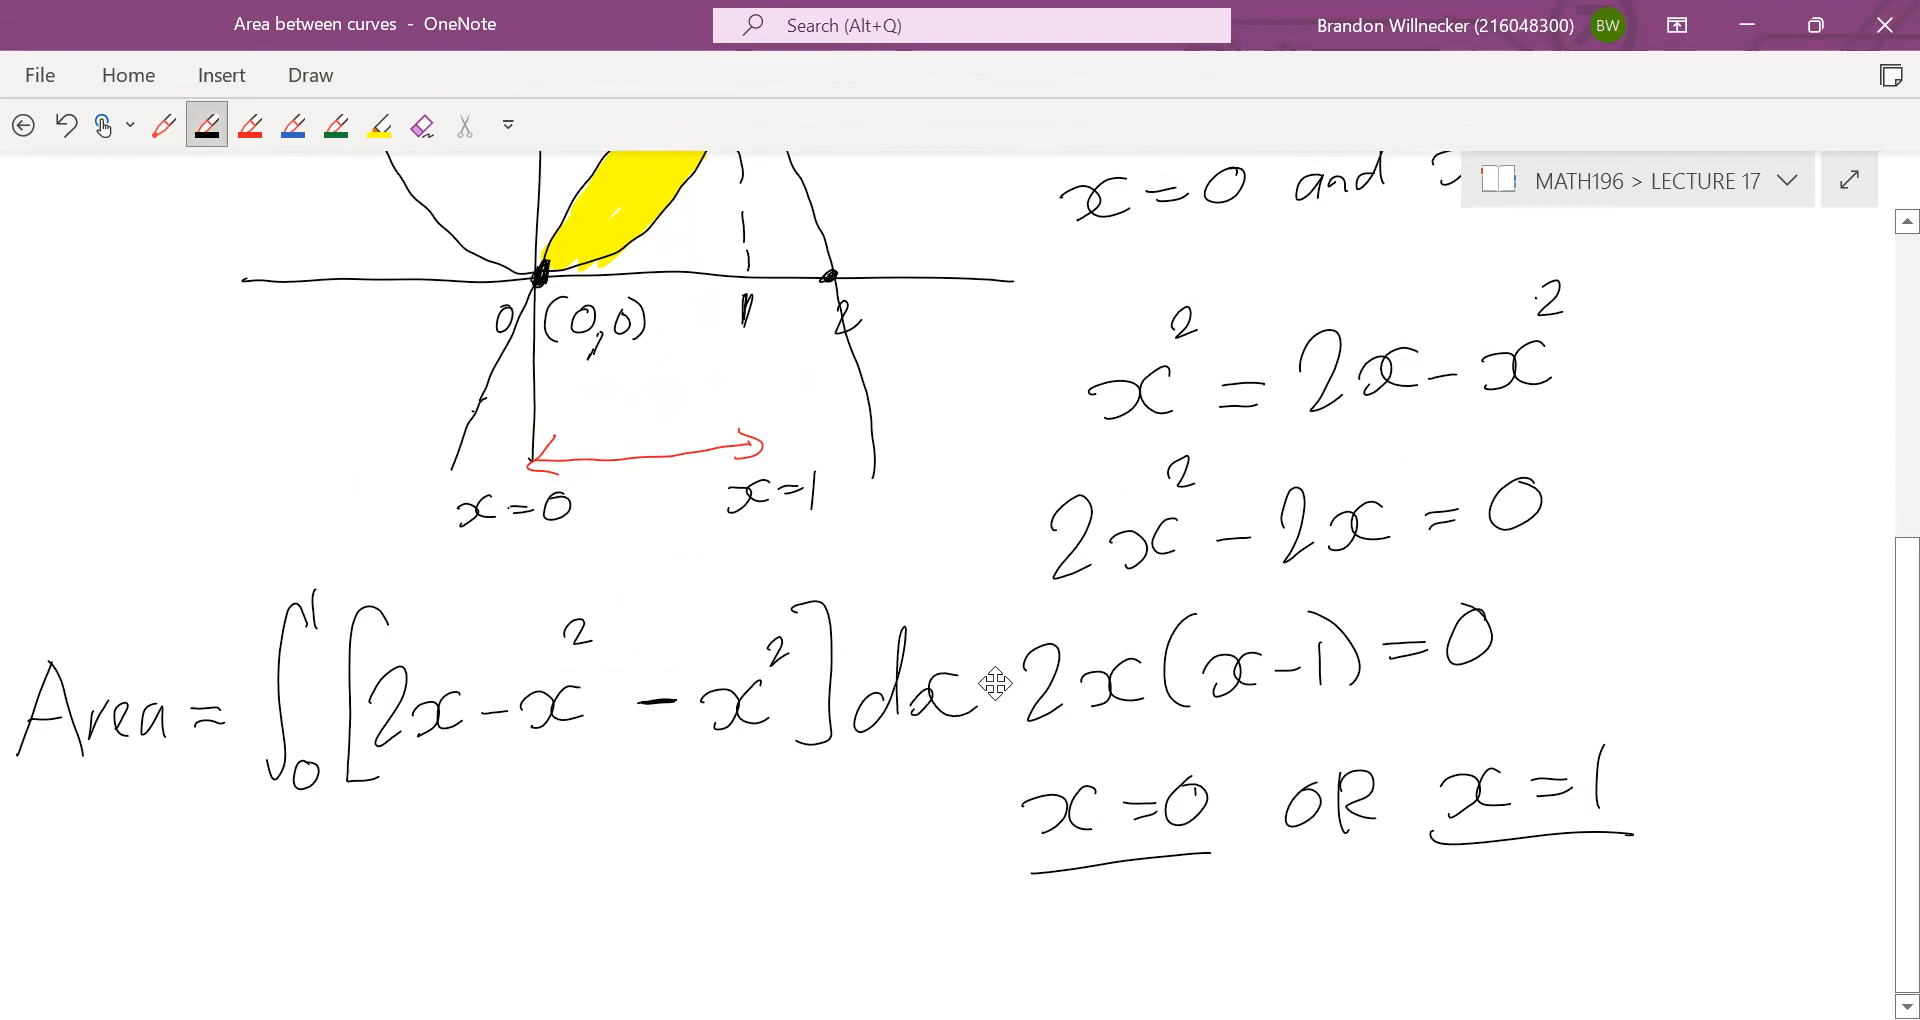 Area between curves - OneNote
Search (Alt+Q)
Brandon Willnecker (216048300)
BW
File Home Insert Draw
MATH196 > LECTURE 17
x = 0 and
0 (0,0) 1 2
x = 0
x = 1
x² = 2x - x²
2x² - 2x = 0
2x(x - 1) = 0
x = 0 OR x = 1
Area = ∫₀¹ [2x - x² - x²] dx